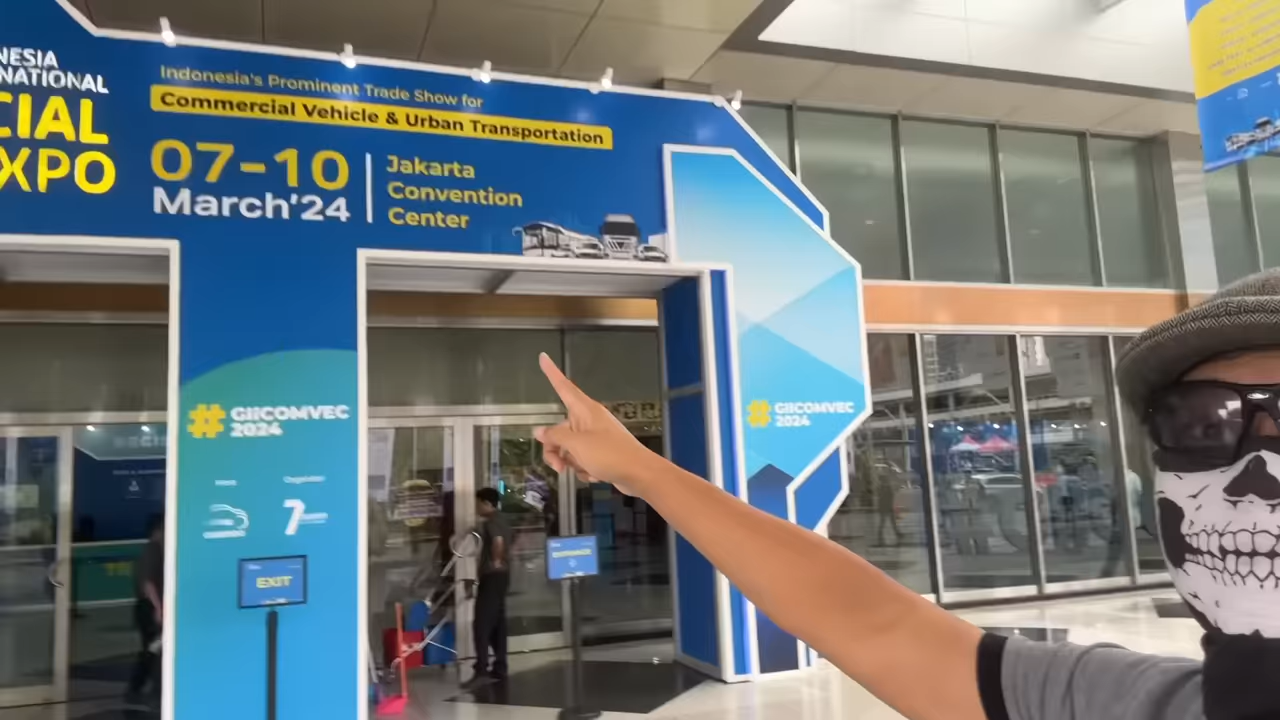 NESIA
NATIONAL
CIAL
XPO
Indonesia's Prominent Trade Show for
Commercial Vehicle & Urban Transportation
07-10
March'24
Jakarta
Convention
Center
# GIICOMVEC
2024
# GIICOMVEC
2024
EXIT
ENTRANCE